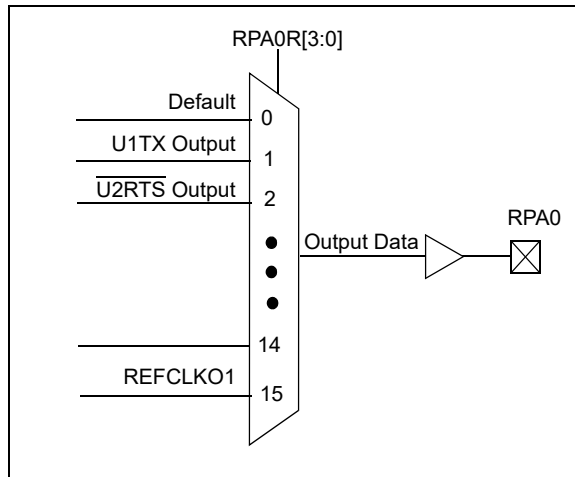 RPA0R[3:0]
Default
0
U1TX Output
1
U2RTS Output
2
Output Data
RPA0
14
REFCLKO1
15